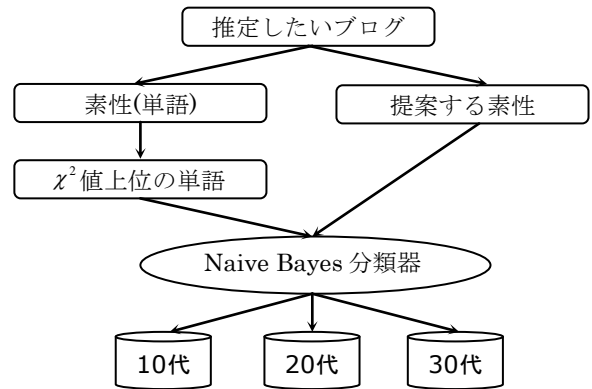 推定したいブログ
素性(単語)
提案する素性
χ²値上位の単語
Naive Bayes 分類器
10代
20代
30代